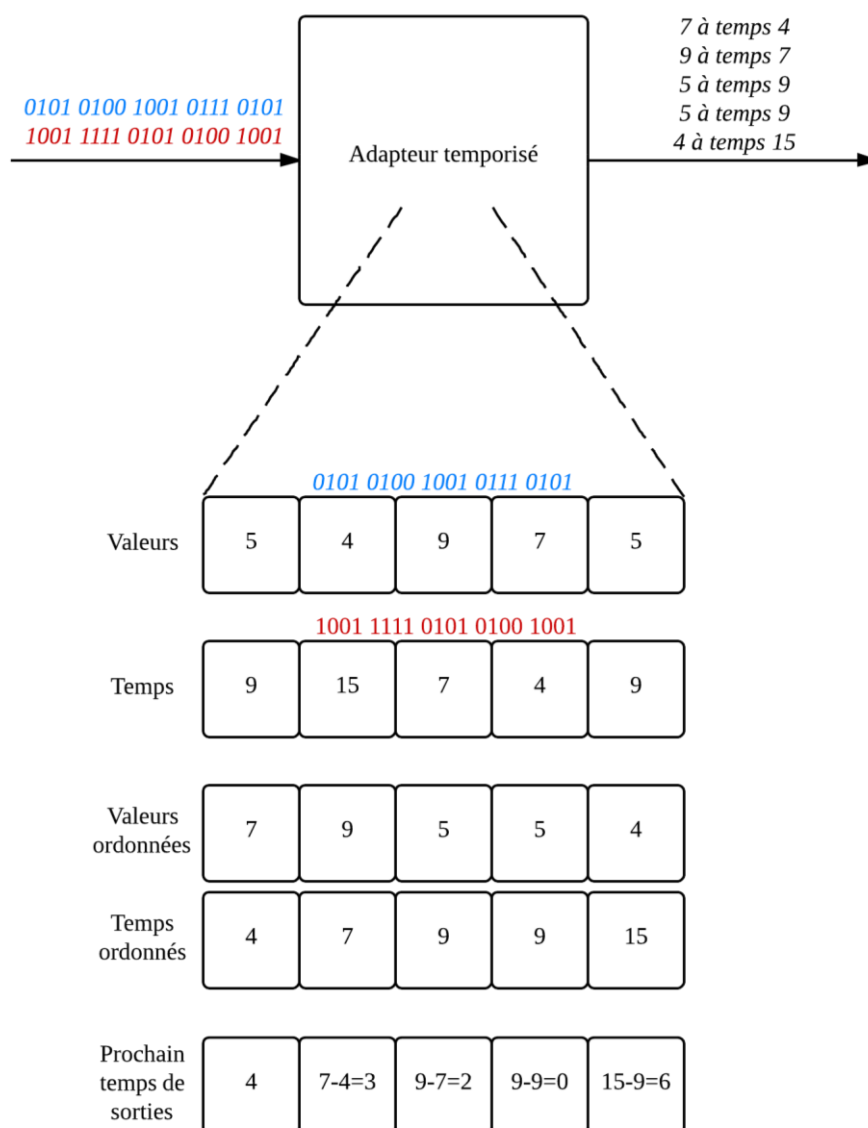 7 à temps 4
9 à temps 7
5 à temps 9
5 à temps 9
4 à temps 15
0101 0100 1001 0111 0101
1001 1111 0101 0100 1001
Adapteur temporisé
0101 0100 1001 0111 0101
Valeurs 5 4 9 7 5
1001 1111 0101 0100 1001
Temps 9 15 7 4 9
Valeurs
ordonnées 7 9 5 5 4
Temps
ordonnés 4 7 9 9 15
Prochain
temps de
sorties 4 7-4=3 9-7=2 9-9=0 15-9=6